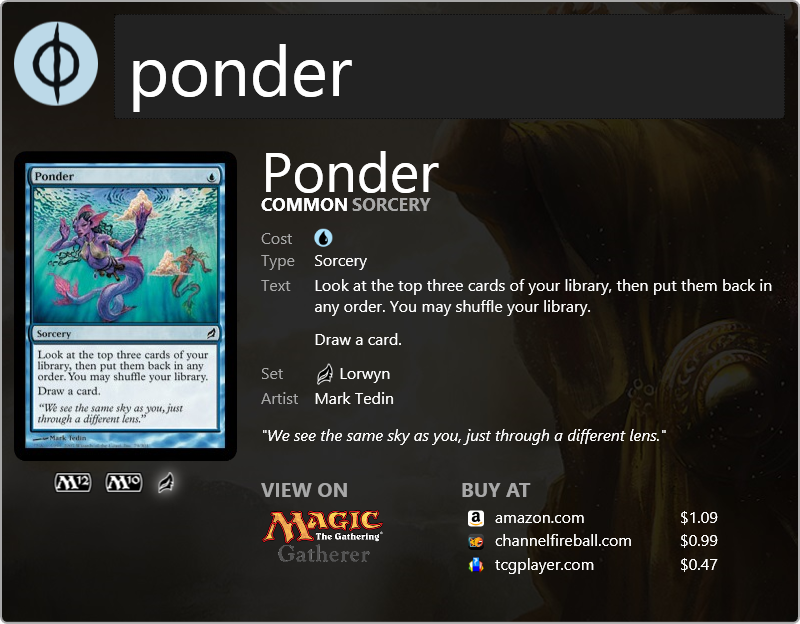 ponder
Ponder
Sorcery
Look at the top three cards of your
library, then put them back in any
order. You may shuffle your library.
Draw a card.
"We see the same sky as you, just
through a different lens."
Mark Tedin
M12 M10
Ponder
COMMON SORCERY
Cost
Type Sorcery
Text Look at the top three cards of your library, then put them back in
any order. You may shuffle your library.
Draw a card.
Set Lorwyn
Artist Mark Tedin
"We see the same sky as you, just through a different lens."
VIEW ON
MAGIC
The Gathering®
Gatherer
BUY AT
a amazon.com $1.09
channelfireball.com $0.99
tcgplayer.com $0.47